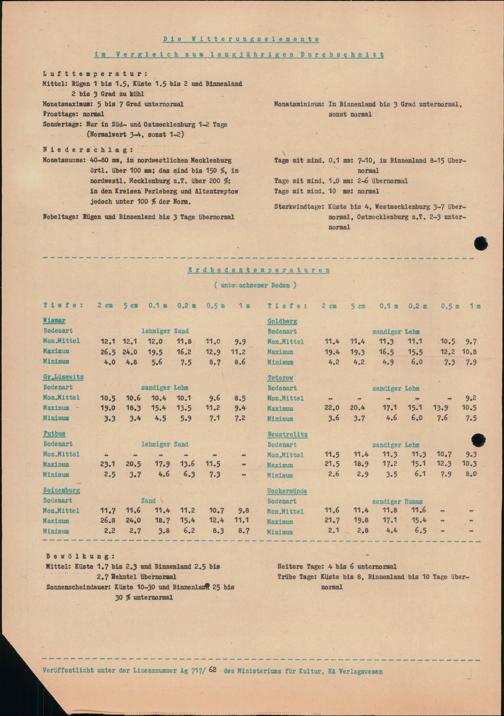 Die Witterungselemente
im Vergleich zum langjährigen Durchschnitt
Lufttemperatur:
Mittel: Rügen 1 bis 1.5, Küste 1.5 bis 2 und Binnenland
2 bis 3 Grad zu kühl
Monatsmaximum: 5 bis 7 Grad unternormal
Monatsminimum: In Binnenland bis 3 Grad unternormal,
sonst normal
Frosttage: normal
Sommertage: Nur in Süd- und Ostmecklenburg 1-2 Tage
(Normalwert 3-4, sonst 1-2)
Niederschlag:
Monatssumme: 40-80 mm, in nordwestlichen Mecklenburg
örtl. über 100 mm; das sind bis 150 %, in
nordwestl. Mecklenburg z.T. über 200 %;
in den Kreisen Perleberg und Altentreptow
jedoch unter 100 % der Norm.
Nebeltage: Rügen und Binnenland bis 3 Tage übernormal
Tage mit mind. 0,1 mm: 7-10, im Binnenland 8-15 über-
normal
Tage mit mind. 1.0 mm: 2-6 übernormal
Tage mit mind. 10 mm: normal
Starkwindtage: Küste bis 4, Westmecklenburg 3-7 über-
normal, Ostmecklenburg z.T. 2-3 unter-
normal
Erdbodentemperaturen
( unbewachsener Boden )
Tiefe: 2 cm 5 cm 0,1 m 0,2 m 0,5 m 1 m
Wismar
Bodenart lehmiger Sand
Mon.Mittel 12,1 12,1 12,0 11,8 11,0 9,9
Maximum 26,5 24,0 19,5 16,2 12,9 11,2
Minimum 4,0 4,8 5,6 7,5 8,7 8,6
Gr.Lüsewitz
Bodenart sandiger Lehm
Mon.Mittel 10,5 10,6 10,4 10,1 9,6 8,5
Maximum 19,0 18,3 15,4 13,5 11,2 9,4
Minimum 3,3 3,4 4,5 5,9 7,1 7,2
Putbus
Bodenart lehmiger Sand
Mon.Mittel - - - - - -
Maximum 23,1 20,5 17,9 13,6 11,5 -
Minimum 2,5 3,7 4,6 6,3 7,3 -
Boizenburg
Bodenart Sand
Mon.Mittel 11,7 11,6 11,4 11,2 10,7 9,8
Maximum 26,8 24,0 18,7 15,4 12,4 11,1
Minimum 2,2 2,7 3,8 6,2 8,3 8,7
Tiefe: 2 cm 5 cm 0,1 m 0,2 m 0,5 m 1 m
Goldberg
Bodenart sandiger Lehm
Mon.Mittel 11,4 11,4 11,3 11,1 10,5 9,7
Maximum 19,4 19,3 16,5 15,5 12,2 10,8
Minimum 4,2 4,2 4,9 6,0 7,3 7,9
Teterow
Bodenart sandiger Lehm
Mon.Mittel - - - - - 9,2
Maximum 22,0 20,4 17,1 15,1 13,9 10,5
Minimum 3,6 3,7 4,6 6,0 7,6 7,5
Neustrelitz
Bodenart sandiger Lehm
Mon.Mittel 11,5 11,4 11,3 11,3 10,7 9,3
Maximum 21,5 18,9 17,2 15,1 12,3 10,3
Minimum 2,6 2,9 3,5 6,1 7,9 8,0
Ueckermünde
Bodenart sandiger Humus
Mon.Mittel 11,6 11,4 11,8 11,6 - -
Maximum 21,7 19,8 17,1 15,4 - -
Minimum 2,1 2,8 4,4 6,5 - -
Bewölkung:
Mittel: Küste 1.7 bis 2.3 und Binnenland 2.5 bis
2.7 Zehntel übernormal
Sonnenscheindauer: Küste 10-30 und Binnenland 25 bis
30 % unternormal
Heitere Tage: 4 bis 6 unternormal
Trübe Tage: Küste bis 8, Binnenland bis 10 Tage über-
normal
Veröffentlicht unter der Lizenznummer Ag 717/ 62 des Ministeriums für Kultur, HA Verlagswesen